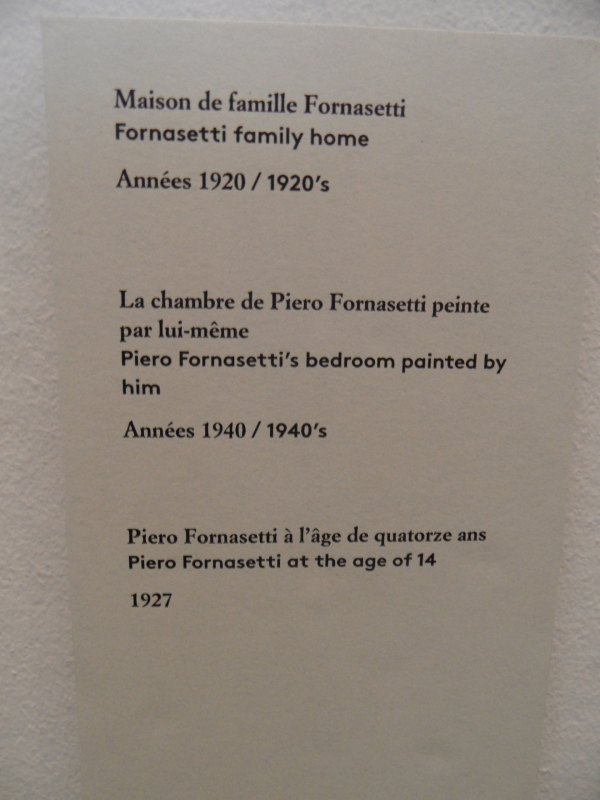 Maison de famille Fornasetti
Fornasetti family home
Années 1920 / 1920's
La chambre de Piero Fornasetti peinte
par lui-même
Piero Fornasetti's bedroom painted by
him
Années 1940 / 1940's
Piero Fornasetti à l'âge de quatorze ans
Piero Fornasetti at the age of 14
1927